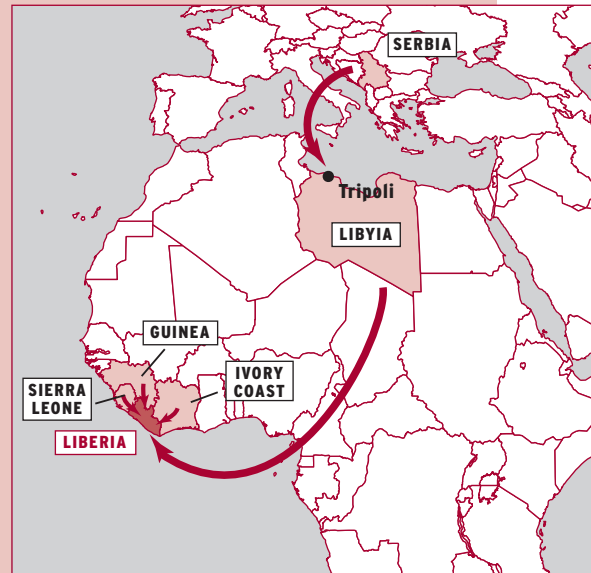 SERBIA
Tripoli
LIBYIA
GUINEA
IVORY
COAST
SIERRA
LEONE
LIBERIA